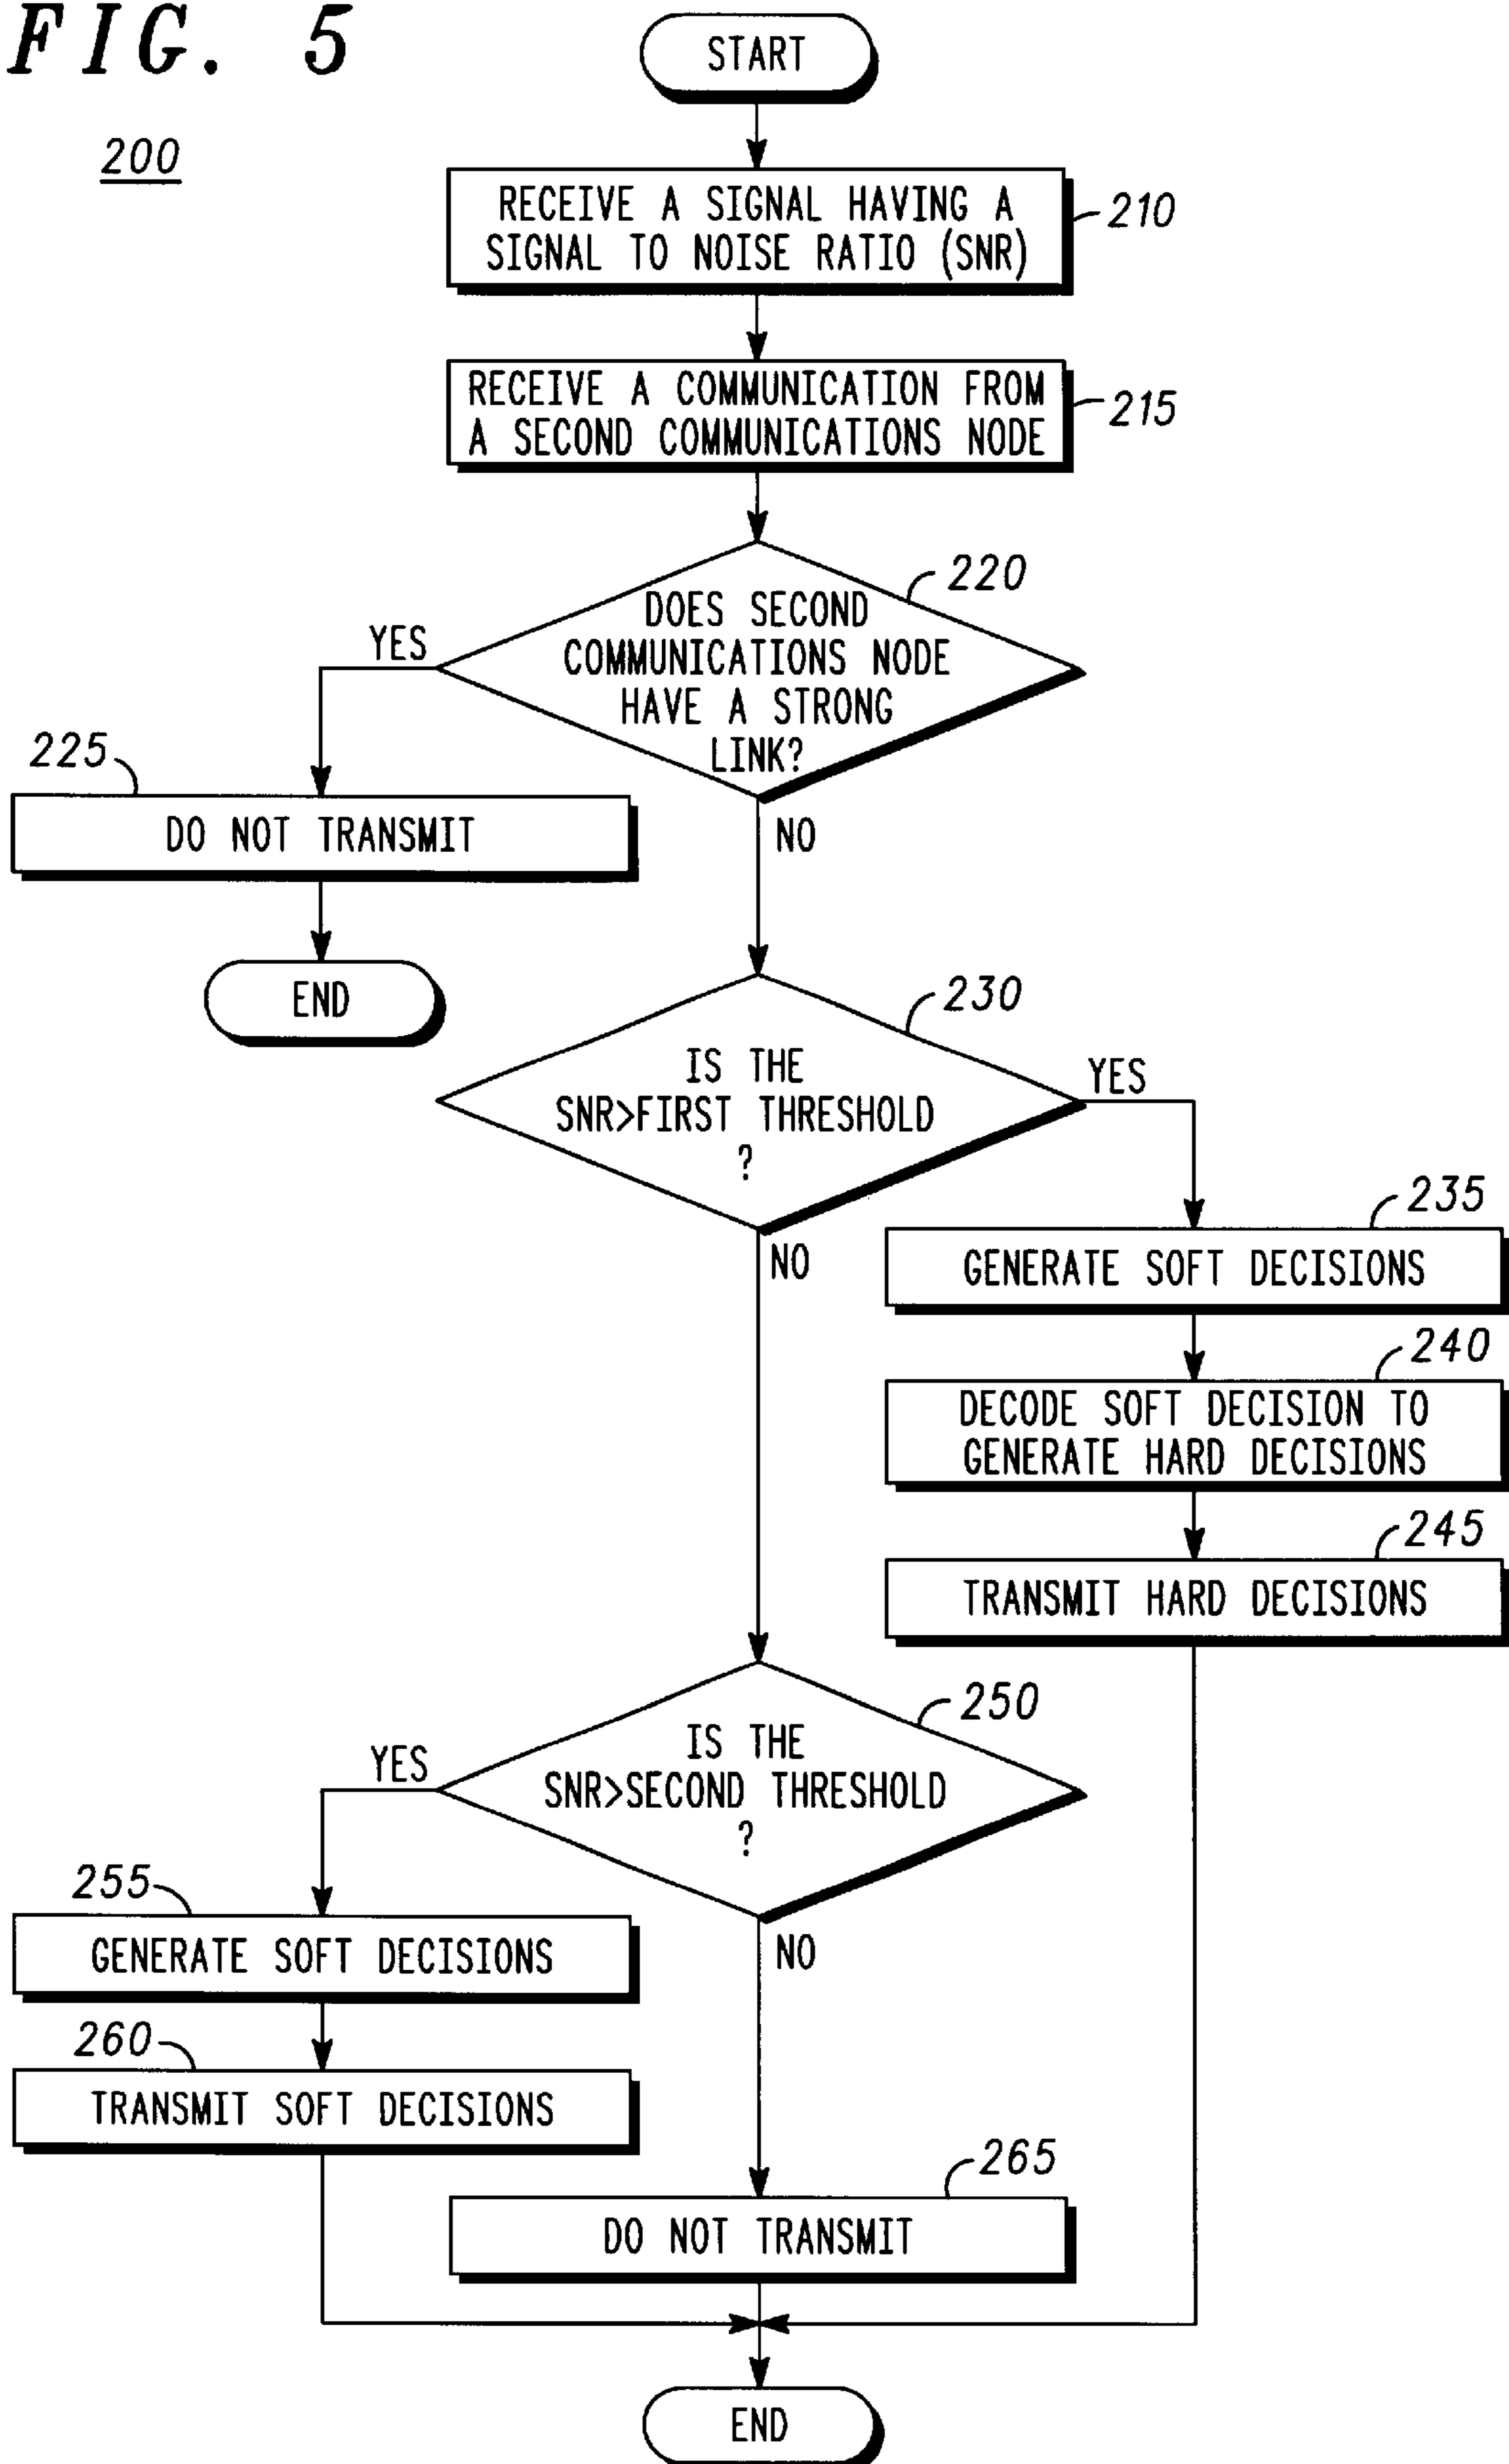 FIG. 5
200
START
RECEIVE A SIGNAL HAVING A
SIGNAL TO NOISE RATIO (SNR)
210
RECEIVE A COMMUNICATION FROM
A SECOND COMMUNICATIONS NODE
215
220
DOES SECOND
COMMUNICATIONS NODE
HAVE A STRONG
LINK?
YES
225
DO NOT TRANSMIT
END
NO
230
IS THE
SNR>FIRST THRESHOLD
?
YES
235
GENERATE SOFT DECISIONS
240
DECODE SOFT DECISION TO
GENERATE HARD DECISIONS
245
TRANSMIT HARD DECISIONS
NO
250
IS THE
SNR>SECOND THRESHOLD
?
YES
255
GENERATE SOFT DECISIONS
260
TRANSMIT SOFT DECISIONS
NO
265
DO NOT TRANSMIT
END